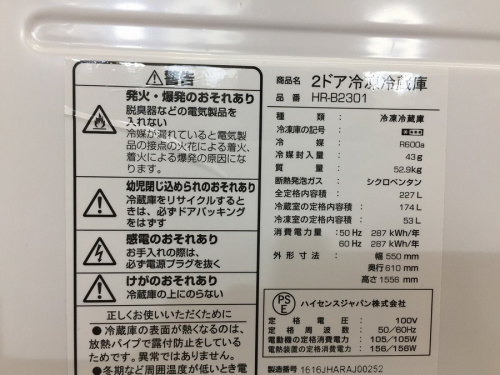 ⚠警告
発火・爆発のおそれあり
脱臭器などの電気製品を
入れない
冷媒が漏れていると電気製
品の接点の火花による着火、
着火による爆発の原因にな
ります。
幼児閉じ込められのおそれあり
冷蔵庫をリサイクルすると
きは、必ずドアパッキング
をはずす
感電のおそれあり
お手入れの際は、
必ず電源プラグを抜く
けがのおそれあり
冷蔵庫の上にのらない
正しくお使いいただくために
●冷蔵庫の表面が熱くなるのは、
放熱パイプで露付き防止のため
です。異常ではありません。
●冬期など周囲温度が低いとき
商品名 2ドア冷凍冷蔵庫
品番 HR-B2301
種類：冷凍冷蔵庫
冷凍庫の記号：
冷媒：R600a
冷媒封入量：43g
質量：52.9kg
断熱発泡ガス：シクロペンタン
全定格内容積：227L
冷蔵室の定格内容積：174L
冷凍室の定格内容積：53L
消費電力量：50 Hz 287 kWh/年
60 Hz 287 kWh/年
外形寸法：幅 550 mm
奥行 610 mm
高さ 1556 mm
PSE ハイセンスジャパン株式会社
定格電圧：100V
定格周波数：50/60Hz
電動機の定格消費電力：105/105W
電熱装置の定格消費電力：156/156W
製造番号：1616JHARAJ00252